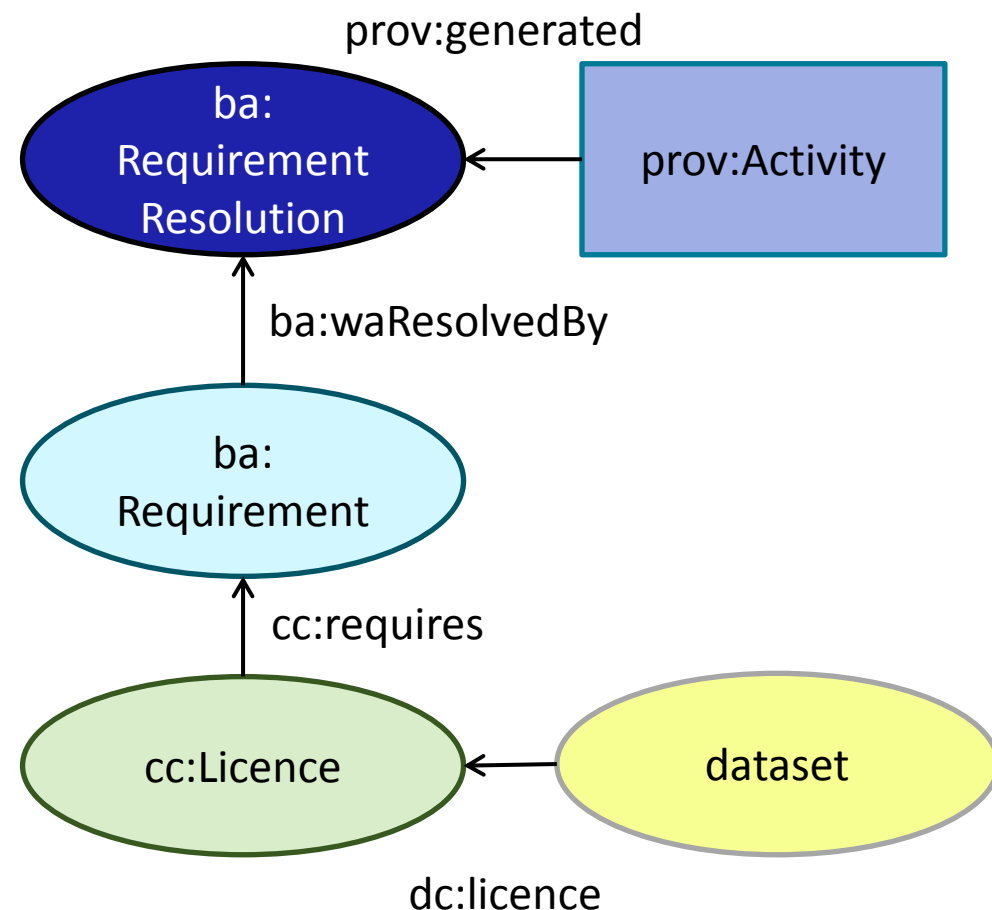 prov:generated
ba:
Requirement
Resolution
prov:Activity
ba:waResolvedBy
ba:
Requirement
cc:requires
cc:Licence
dataset
dc:licence